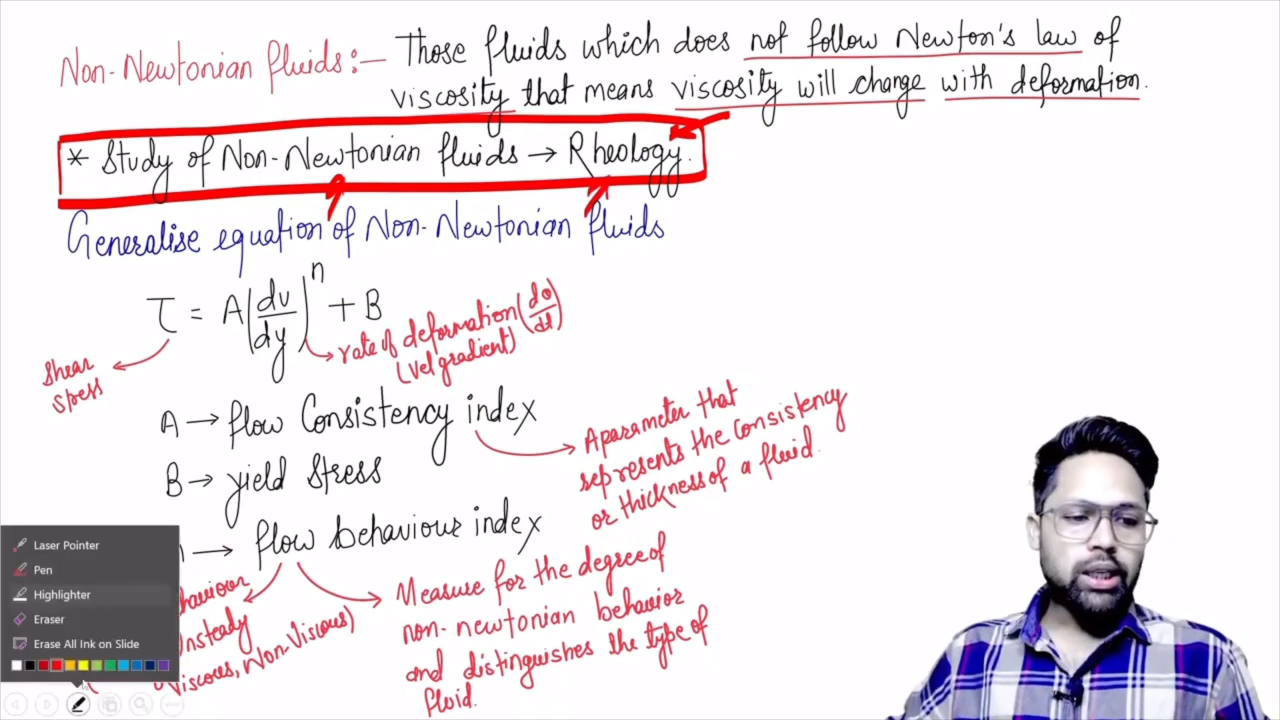 Non-Newtonian fluids:- Those fluids which does not follow Newton's law of
viscosity that means viscosity will change with deformation.
* Study of Non-Newtonian fluids → Rheology.
Generalise equation of Non-Newtonian fluids
τ = A(du/dy)^n + B
rate of deformation (dθ/dt)
(Vel gradient)
Shear
stress
A → flow Consistency index
A parameter that
represents the consistency
or thickness of a fluid.
B → yield Stress
→ flow behaviour index
Measure for the degree of
non-newtonian behavior
and distinguishes the type of
fluid.
Viscous, Non-Viscous)
Laser Pointer
Pen
Highlighter
Eraser
Erase All Ink on Slide